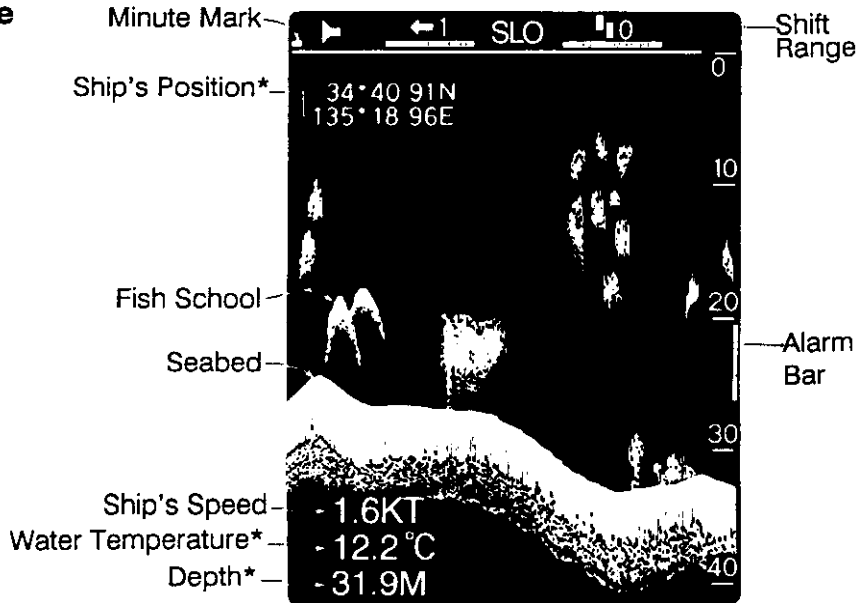 e
Minute Mark
←1 SLO 0
Shift
Range
0
Ship's Position*
34°40 91N
135°18 96E
10
Fish School
20
Seabed
Alarm
Bar
30
Ship's Speed
1.6KT
Water Temperature*
12.2°C
Depth*
31.9M
40